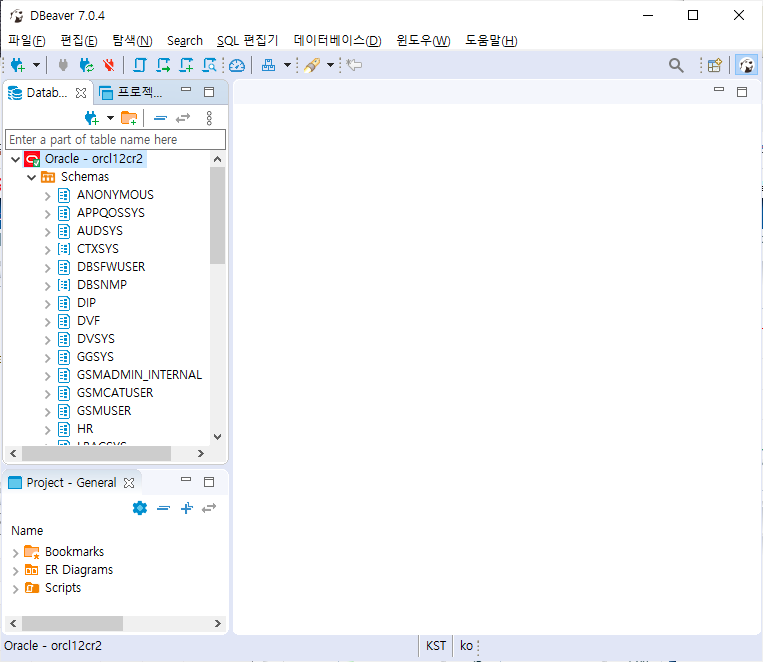 DBeaver 7.0.4
파일(F) 편집(E) 탐색(N) Search SQL 편집기 데이터베이스(D) 윈도우(W) 도움말(H)
Datab... 프로젝...
Enter a part of table name here
Oracle - orcl12cr2
Schemas
ANONYMOUS
APPQOSSYS
AUDSYS
CTXSYS
DBSFWUSER
DBSNMP
DIP
DVF
DVSYS
GGSYS
GSMADMIN_INTERNAL
GSMCATUSER
GSMUSER
HR
Project - General
Name
Bookmarks
ER Diagrams
Scripts
Oracle - orcl12cr2 KST ko